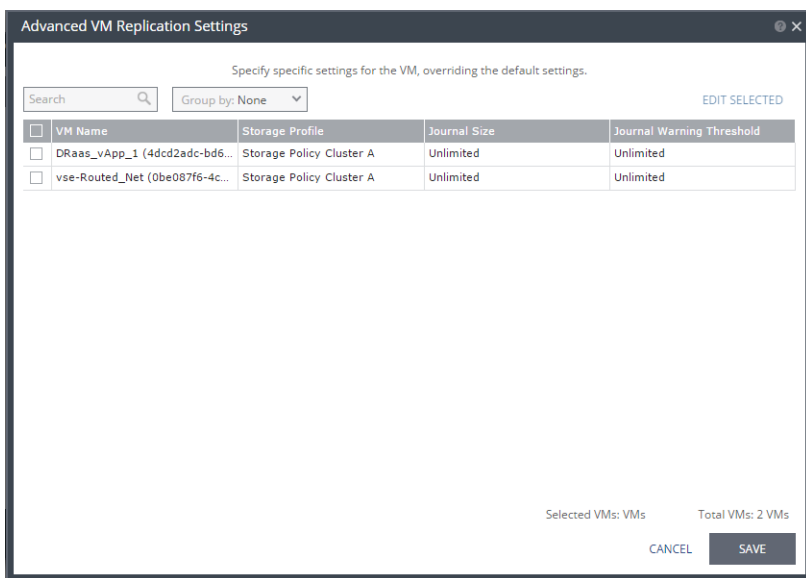 Advanced VM Replication Settings
Specify specific settings for the VM, overriding the default settings.
Search Group by: None EDIT SELECTED
VM Name Storage Profile Journal Size Journal Warning Threshold
DRaas_vApp_1 (4dcd2adc-bd6... Storage Policy Cluster A Unlimited Unlimited
vse-Routed_Net (0be087f6-4c... Storage Policy Cluster A Unlimited Unlimited
Selected VMs: VMs Total VMs: 2 VMs
CANCEL SAVE